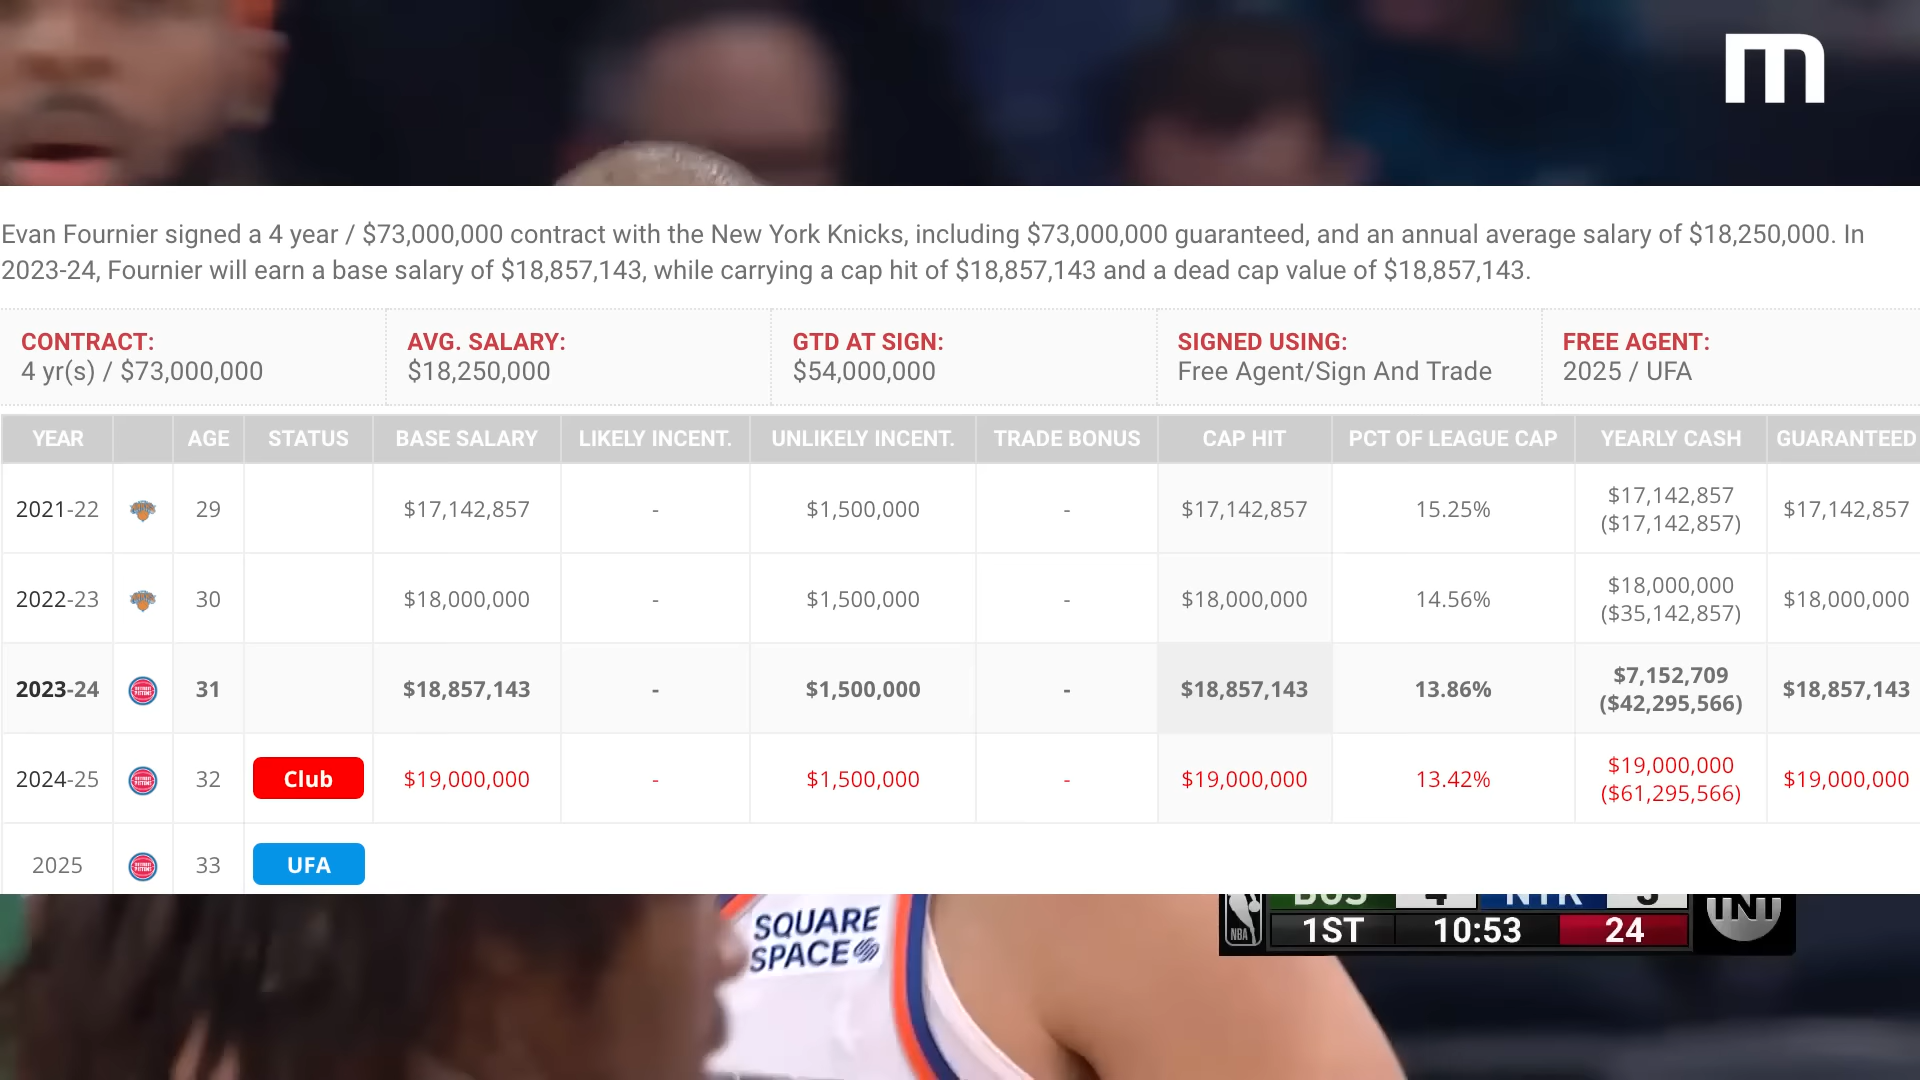 m
Evan Fournier signed a 4 year / $73,000,000 contract with the New York Knicks, including $73,000,000 guaranteed, and an annual average salary of $18,250,000. In
2023-24, Fournier will earn a base salary of $18,857,143, while carrying a cap hit of $18,857,143 and a dead cap value of $18,857,143.
CONTRACT: AVG. SALARY: GTD AT SIGN: SIGNED USING: FREE AGENT:
4 yr(s) / $73,000,000 $18,250,000 $54,000,000 Free Agent/Sign And Trade 2025 / UFA
YEAR AGE STATUS BASE SALARY LIKELY INCENT. UNLIKELY INCENT. TRADE BONUS CAP HIT PCT OF LEAGUE CAP YEARLY CASH GUARANTEED
2021-22 29 $17,142,857 - $1,500,000 - $17,142,857 15.25% $17,142,857 ($17,142,857) $17,142,857
2022-23 30 $18,000,000 - $1,500,000 - $18,000,000 14.56% $18,000,000 ($35,142,857) $18,000,000
2023-24 31 $18,857,143 - $1,500,000 - $18,857,143 13.86% $7,152,709 ($42,295,566) $18,857,143
2024-25 32 Club $19,000,000 - $1,500,000 - $19,000,000 13.42% $19,000,000 ($61,295,566) $19,000,000
2025 33 UFA
SQUARE
SPACE
BOS 4 NYK
NBA 1ST 10:53 24 TNT